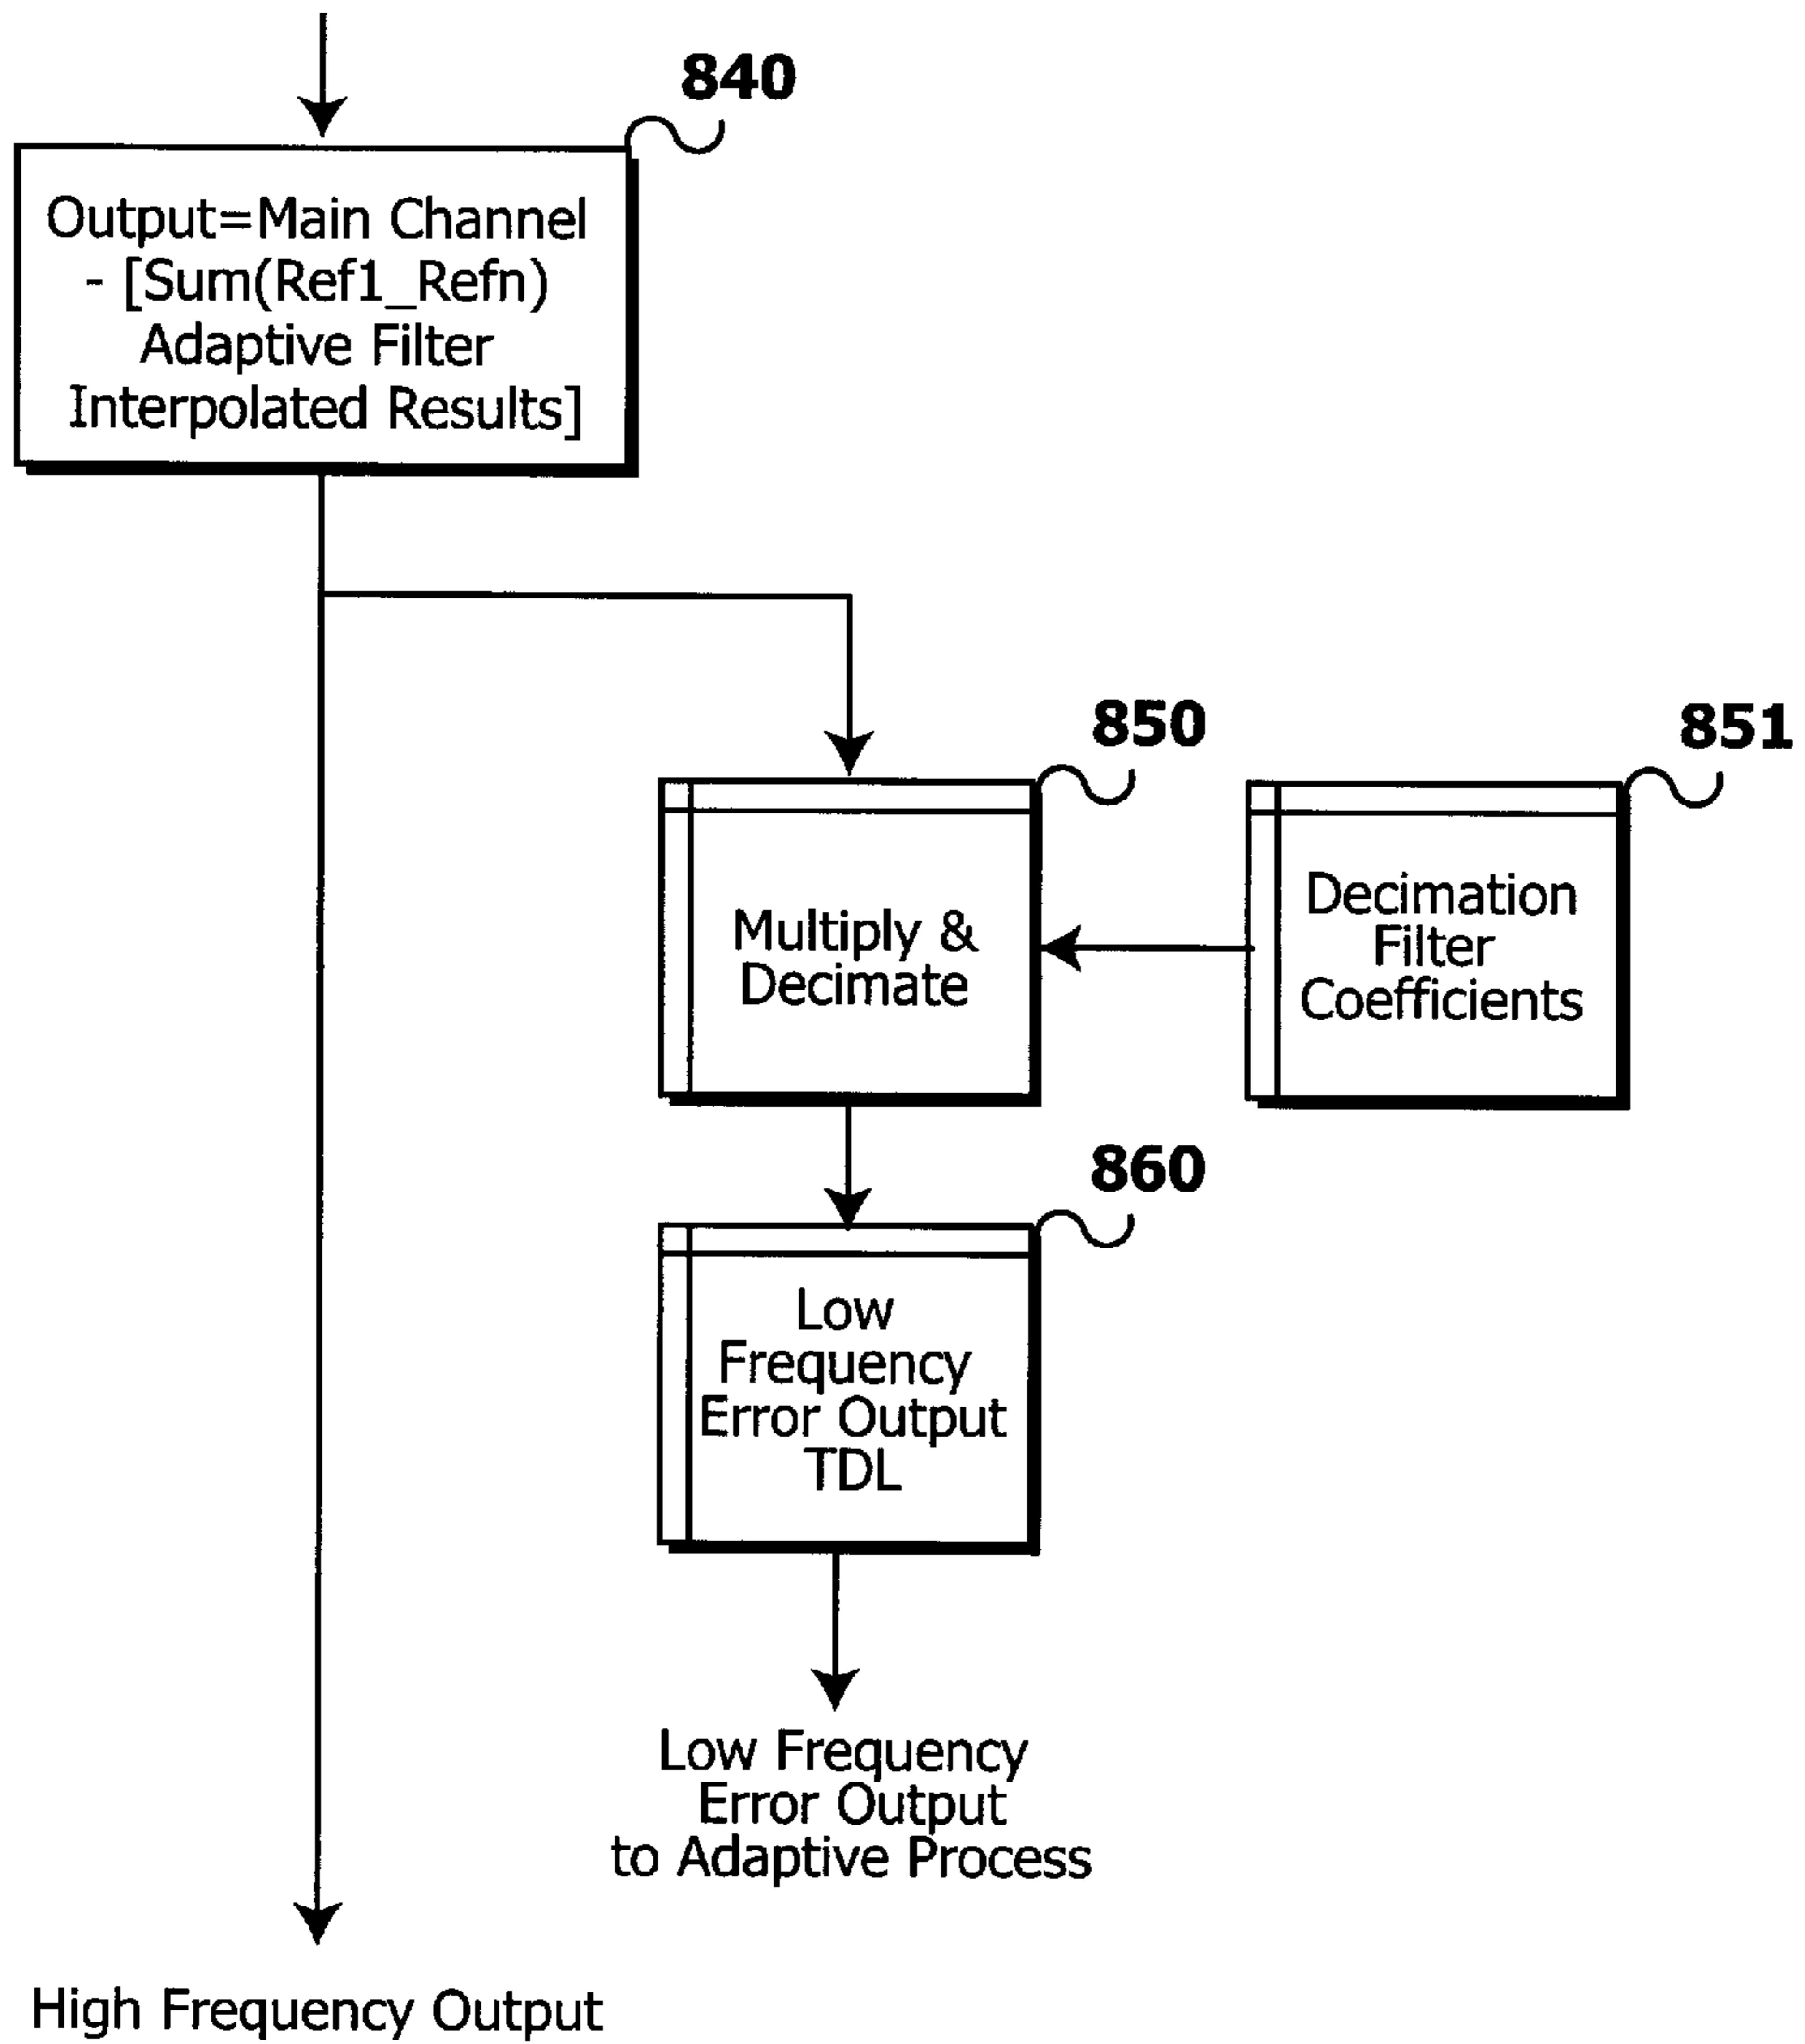 840
Output=Main Channel
- [Sum(Ref1_Refn)
Adaptive Filter
Interpolated Results]
850
851
Multiply &
Decimate
Decimation
Filter
Coefficients
860
Low
Frequency
Error Output
TDL
Low Frequency
Error Output
to Adaptive Process
High Frequency Output